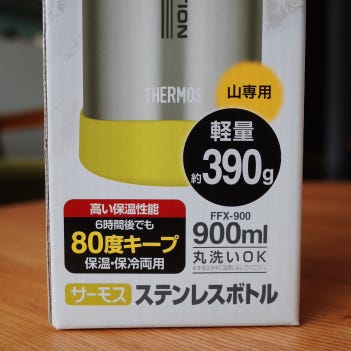 TION
THERMOS
山専用
軽量
約390g
高い保温性能
6時間後でも
80度キープ
保温・保冷両用
FFX-900
900ml
丸洗いOK
サーモス ステンレスボトル